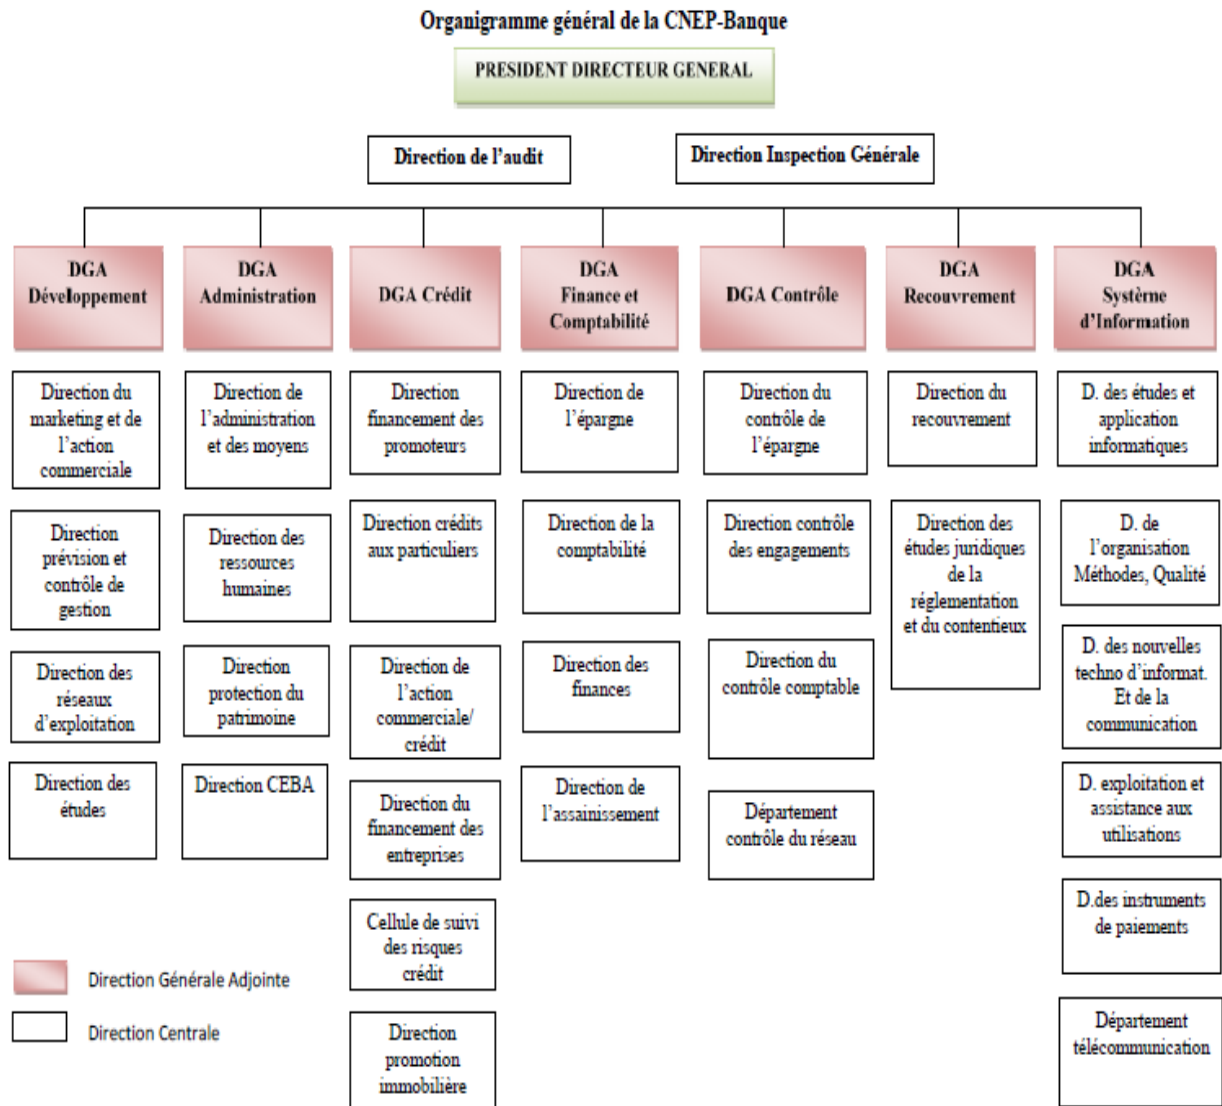 Organigramme général de la CNEP-Banque
PRESIDENT DIRECTEUR GENERAL
Direction de l'audit
Direction Inspection Générale
DGA
Développement
DGA
Administration
DGA Crédit
DGA
Finance et
Comptabilité
DGA Contrôle
DGA
Recouvrement
DGA
Système
d'Information
Direction du
marketing et de
l'action
commerciale
Direction
prévision et
contrôle de
gestion
Direction des
réseaux
d'exploitation
Direction des
études
Direction de
l'administration
et des moyens
Direction des
ressources
humaines
Direction
protection du
patrimoine
Direction CEBA
Direction
financement des
promoteurs
Direction crédits
aux particuliers
Direction de
l'action
commerciale/
crédit
Direction du
financement des
entreprises
Cellule de suivi
des risques
crédit
Direction
promotion
immobilière
Direction de
l'épargne
Direction de la
comptabilité
Direction des
finances
Direction de
l'assainissement
Direction du
contrôle de
l'épargne
Direction contrôle
des engagements
Direction du
contrôle comptable
Département
contrôle du réseau
Direction du
recouvrement
Direction des
études juridiques
de la
réglementation
et du contentieux
D. des études et
application
informatiques
D. de
l'organisation
Méthodes, Qualité
D. des nouvelles
techno d'informat.
Et de la
communication
D. exploitation et
assistance aux
utilisations
D.des instruments
de paiements
Département
télécommunication
Direction Générale Adjointe
Direction Centrale